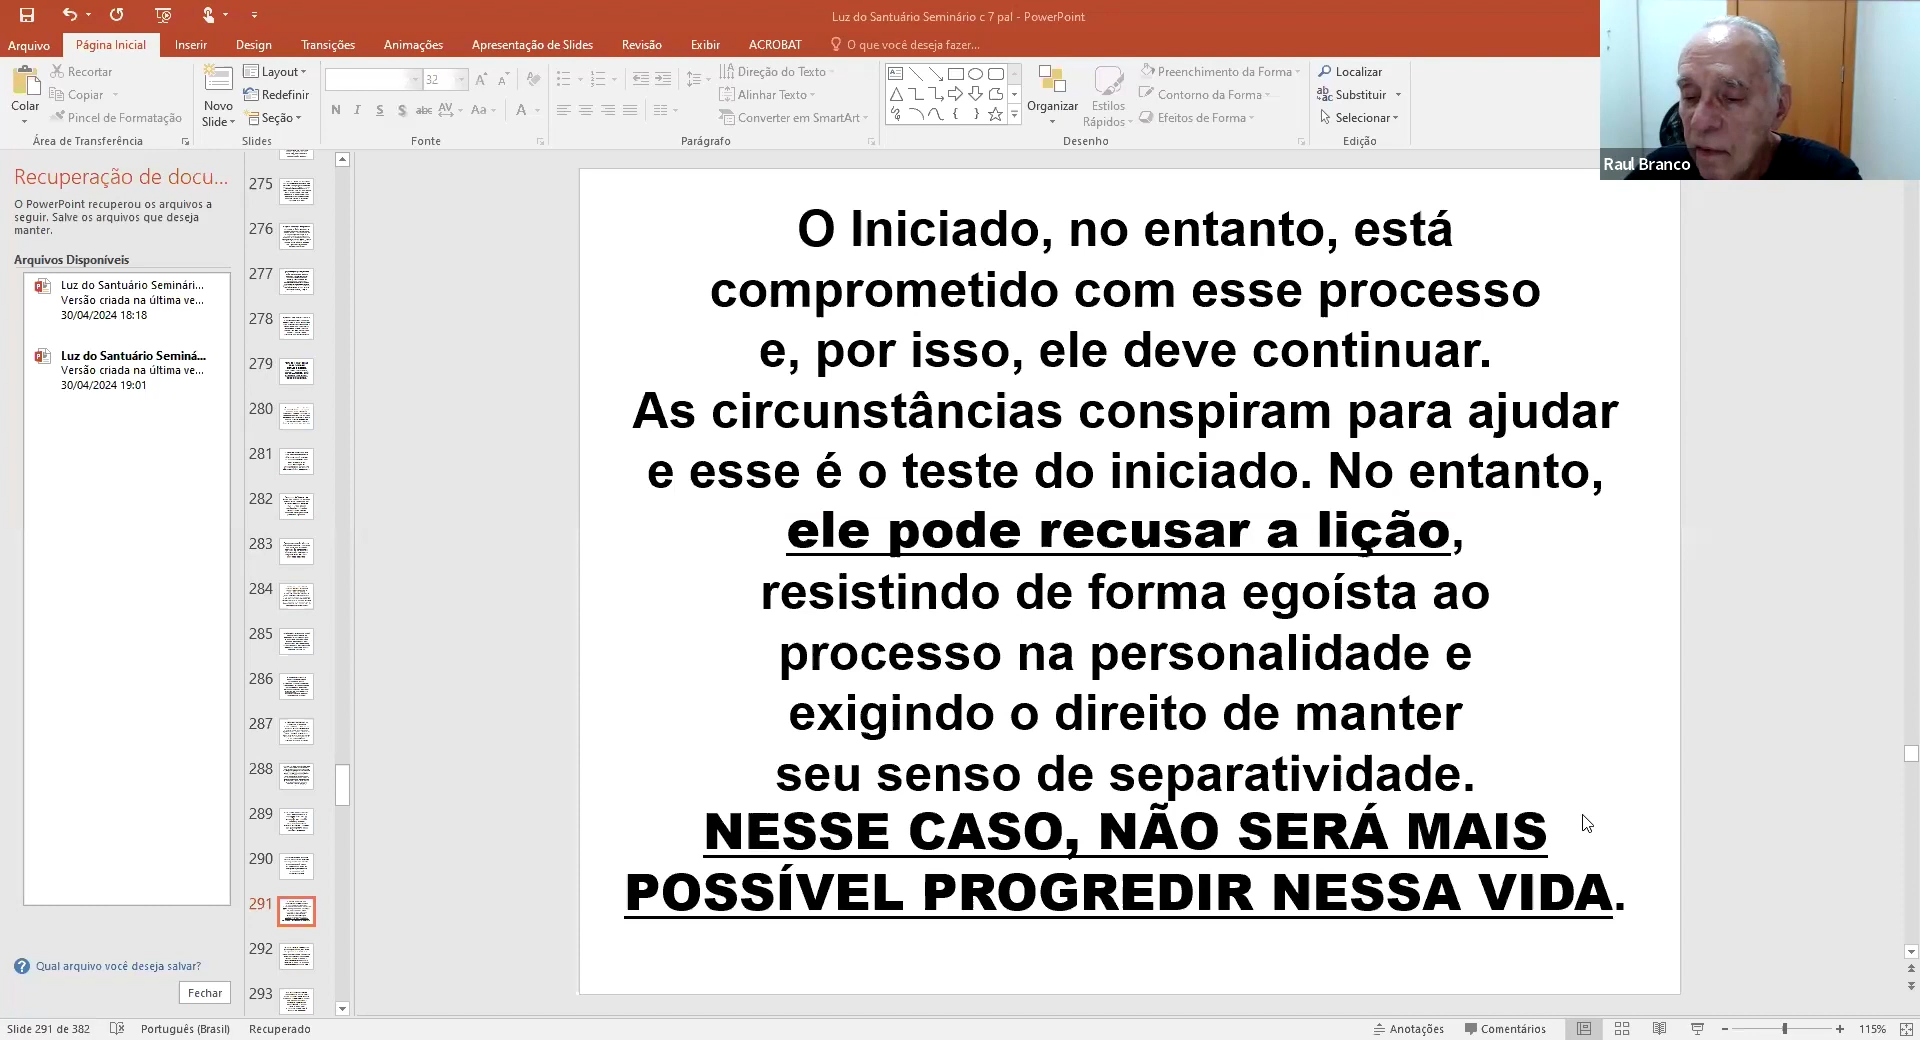 Luz do Santuário Seminário c 7 pal - PowerPoint
Arquivo
Página Inicial
Inserir
Design
Transições
Animações
Apresentação de Slides
Revisão
Exibir
ACROBAT
O que você deseja fazer...
Colar
Recortar
Copiar
Pincel de Formatação
Área de Transferência
Novo
Slide
Layout
Redefinir
Seção
Slides
32
N I S S abc AV Aa A
Fonte
Direção do Texto
Alinhar Texto
Converter em SmartArt
Parágrafo
Organizar
Estilos
Rápidos
Preenchimento da Forma
Contorno da Forma
Efeitos de Forma
Desenho
Localizar
Substituir
Selecionar
Edição
Raul Branco
Recuperação de docu...
O PowerPoint recuperou os arquivos a
seguir. Salve os arquivos que deseja
manter.
Arquivos Disponíveis
Luz do Santuário Seminári...
Versão criada na última ve...
30/04/2024 18:18
Luz do Santuário Seminá...
Versão criada na última ve...
30/04/2024 19:01
Qual arquivo você deseja salvar?
Fechar
275
276
277
278
279
280
281
282
283
284
285
286
287
288
289
290
291
292
293
O Iniciado, no entanto, está
comprometido com esse processo
e, por isso, ele deve continuar.
As circunstâncias conspiram para ajudar
e esse é o teste do iniciado. No entanto,
ele pode recusar a lição,
resistindo de forma egoísta ao
processo na personalidade e
exigindo o direito de manter
seu senso de separatividade.
NESSE CASO, NÃO SERÁ MAIS
POSSÍVEL PROGREDIR NESSA VIDA.
Slide 291 de 382
Português (Brasil)
Recuperado
Anotações
Comentários
115%